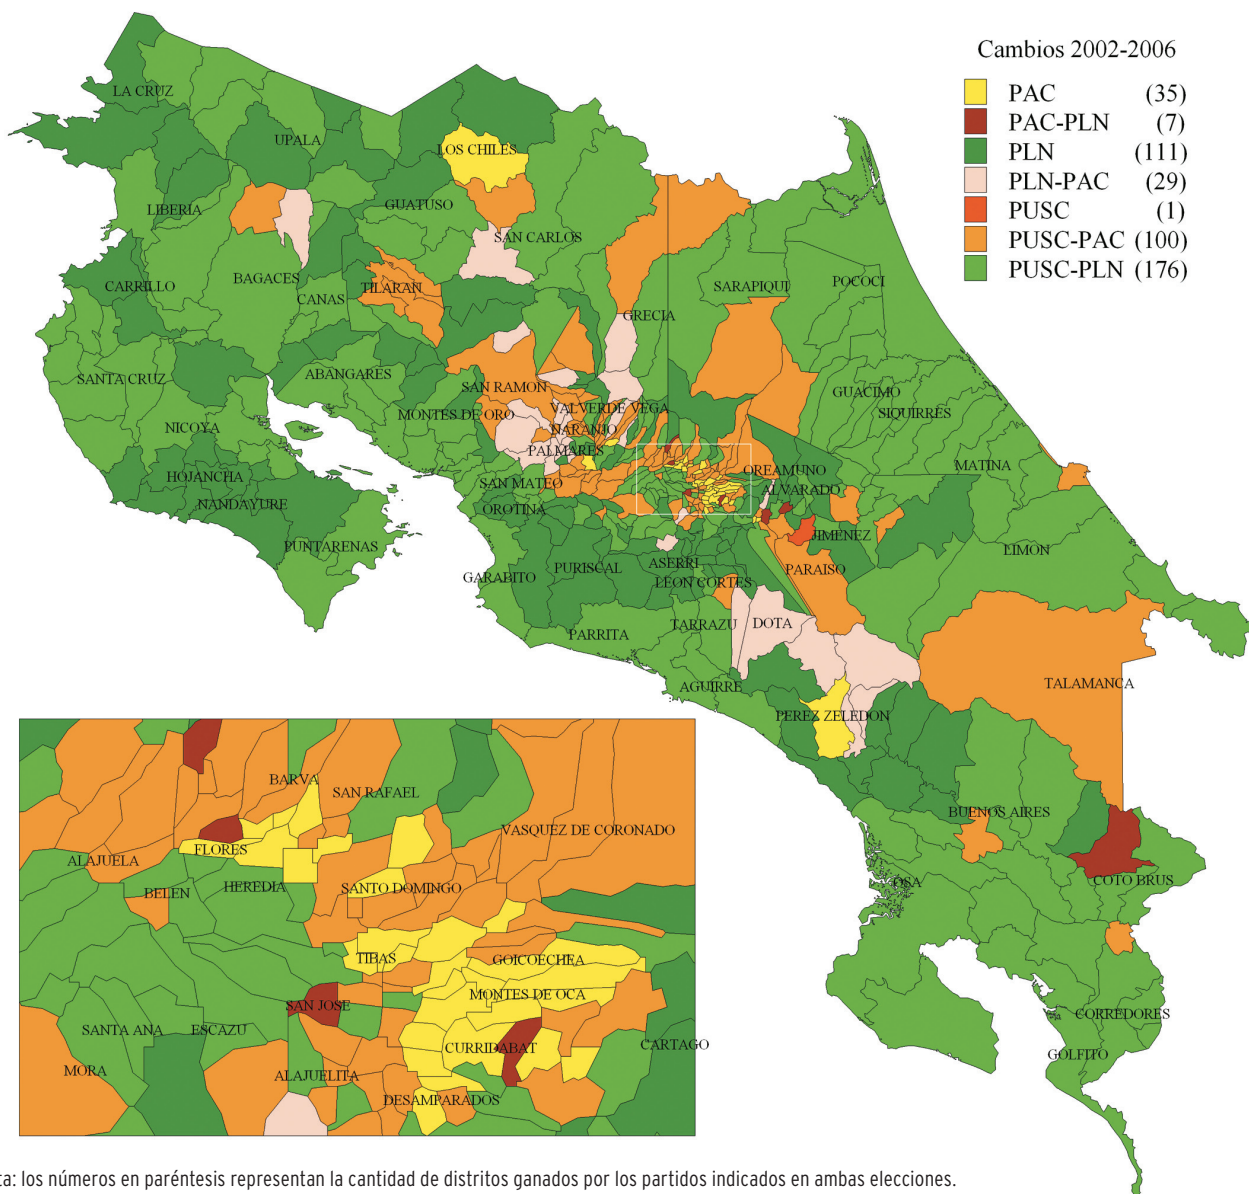 Cambios 2002-2006
PAC (35)
PAC-PLN (7)
PLN (111)
PLN-PAC (29)
PUSC (1)
PUSC-PAC (100)
PUSC-PLN (176)
LA CRUZ
UPALA
LOS CHILES
LIBERIA
GUATUSO
SAN CARLOS
CARRILLO
BAGACES
CANAS
TILARAN
SARAPIQUI
POCOCI
GRECIA
SANTA CRUZ
ABANGARES
SAN RAMON
GUACIMO
SIQUIRRES
NICOYA
MONTES DE ORO
VALVERDE VEGA
NARANJO
PALMARES
HOJANCHA
SAN MATEO
OREAMUNO
MATINA
ALVARADO
NANDAYURE
OROTINA
JIMENEZ
PUNTARENAS
LIMON
GARABITO
PURISCAL
ASERRI
PARAISO
LEON CORTES
PARRITA
TARRAZU
DOTA
AGUIRRE
TALAMANCA
PEREZ ZELEDON
BUENOS AIRES
OSA
COTO BRUS
CORREDORES
GOLFITO
BARVA
SAN RAFAEL
VASQUEZ DE CORONADO
FLORES
ALAJUELA
BELEN
HEREDIA
SANTO DOMINGO
TIBAS
GOICOECHEA
SAN JOSE
MONTES DE OCA
SANTA ANA
ESCAZU
CURRIDABAT
CARTAGO
MORA
ALAJUELITA
DESAMPARADOS
ta: los números en paréntesis representan la cantidad de distritos ganados por los partidos indicados en ambas elecciones.